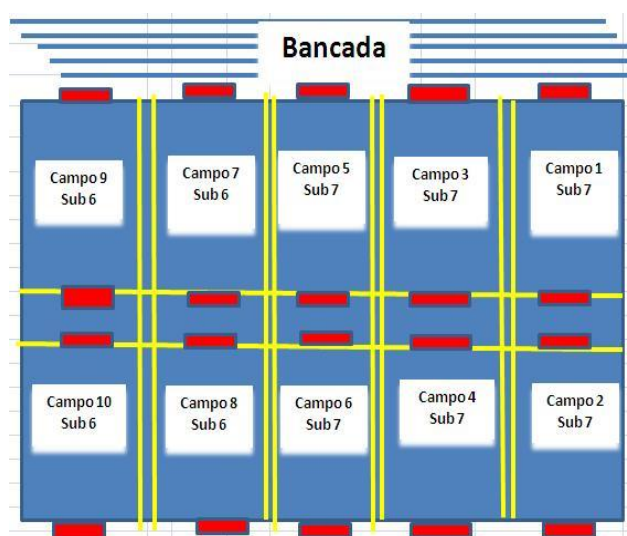 Bancada
Campo 9
Sub 6
Campo 7
Sub 6
Campo 5
Sub 7
Campo 3
Sub 7
Campo 1
Sub 7
Campo 10
Sub 6
Campo 8
Sub 6
Campo 6
Sub 7
Campo 4
Sub 7
Campo 2
Sub 7